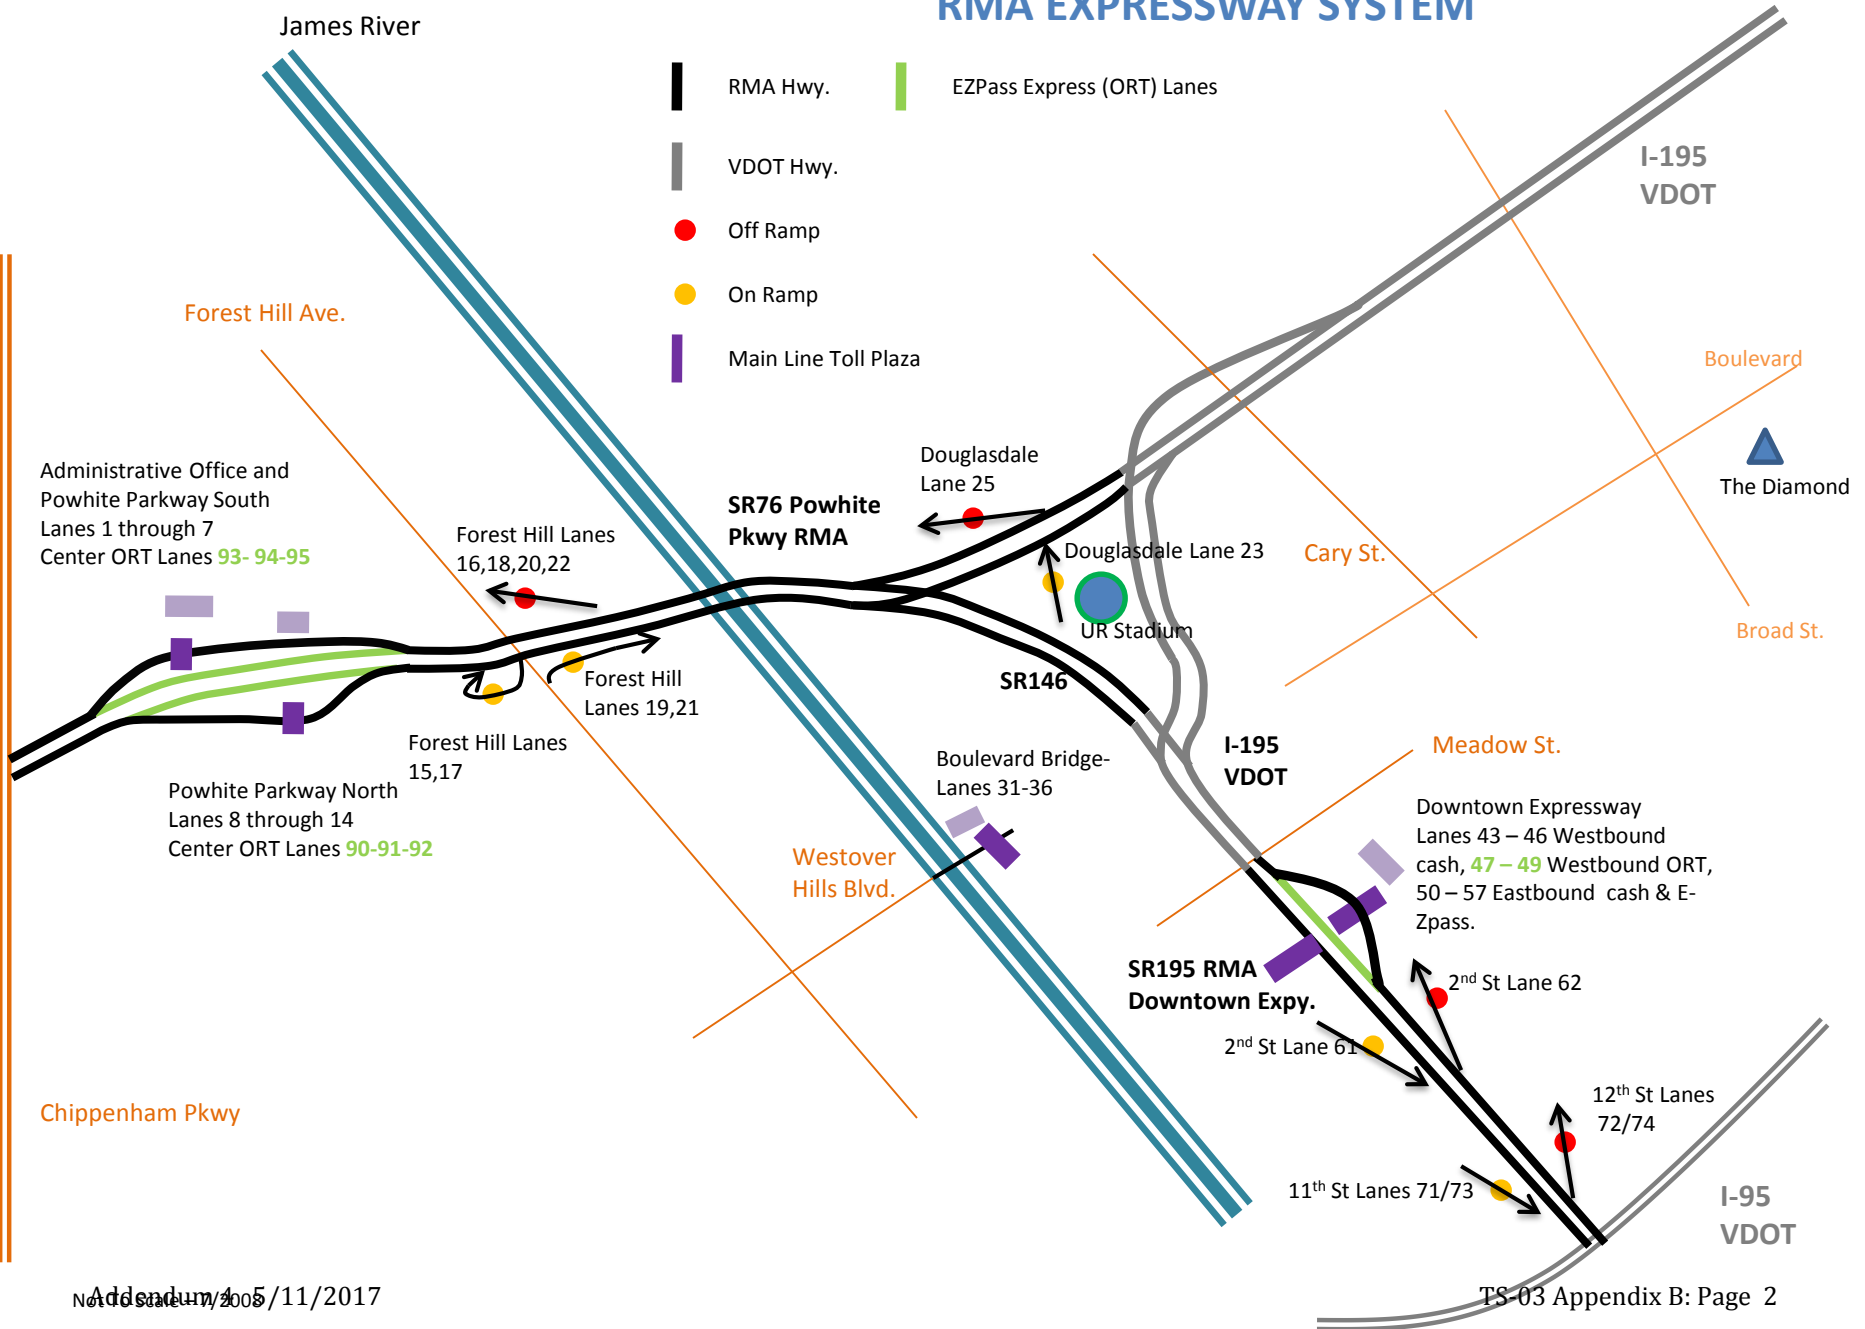 RMA EXPRESSWAY SYSTEM
James River
RMA Hwy.
EZPass Express (ORT) Lanes
VDOT Hwy.
Off Ramp
On Ramp
Main Line Toll Plaza
I-195
VDOT
Forest Hill Ave.
Boulevard
The Diamond
Administrative Office and
Powhite Parkway South
Lanes 1 through 7
Center ORT Lanes 93- 94-95
Forest Hill Lanes
16,18,20,22
SR76 Powhite
Pkwy RMA
Douglasdale
Lane 25
Douglasdale Lane 23
UR Stadium
Cary St.
Broad St.
Forest Hill
Lanes 19,21
SR146
Forest Hill Lanes
15,17
Powhite Parkway North
Lanes 8 through 14
Center ORT Lanes 90-91-92
Boulevard Bridge-
Lanes 31-36
I-195
VDOT
Meadow St.
Westover
Hills Blvd.
Downtown Expressway
Lanes 43 – 46 Westbound
cash, 47 – 49 Westbound ORT,
50 – 57 Eastbound cash & E-
Zpass.
SR195 RMA
Downtown Expy.
2nd St Lane 62
2nd St Lane 61
Chippenham Pkwy
12th St Lanes
72/74
11th St Lanes 71/73
I-95
VDOT
Not To Scale – 7/2008
Addendum 4 5/11/2017
TS-03 Appendix B: Page 2